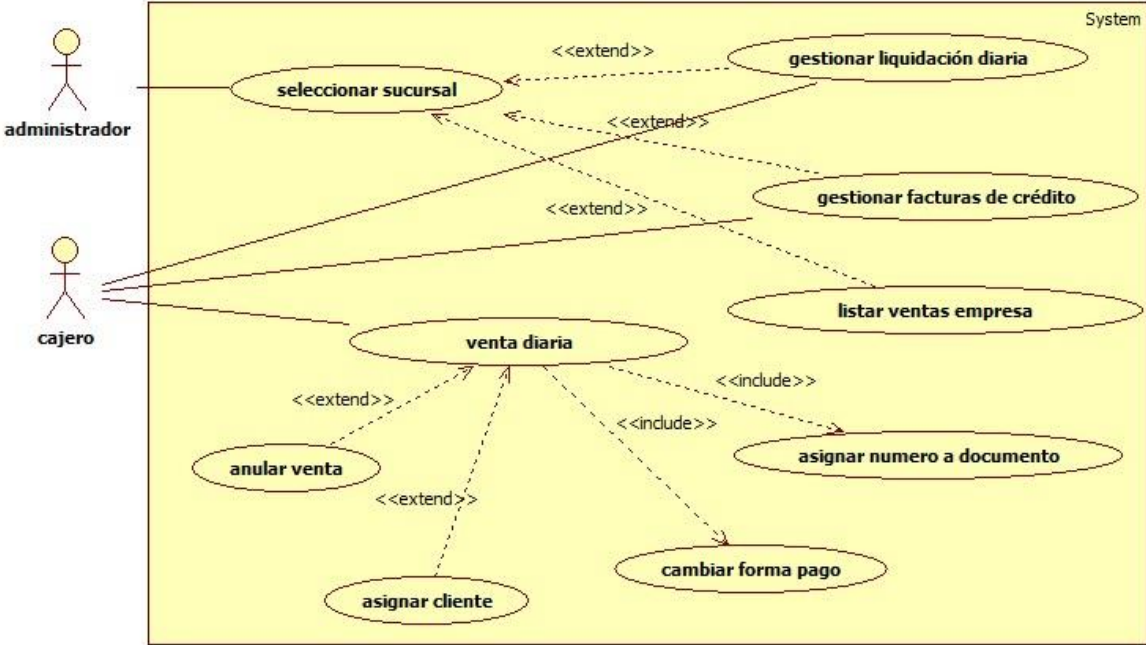 System
<<extend>>
gestionar liquidación diaria
seleccionar sucursal
administrador
<<extend>>
gestionar facturas de crédito
<<extend>>
listar ventas empresa
cajero
venta diaria
<<include>>
<<extend>>
<<include>>
asignar numero a documento
anular venta
<<extend>>
cambiar forma pago
asignar cliente